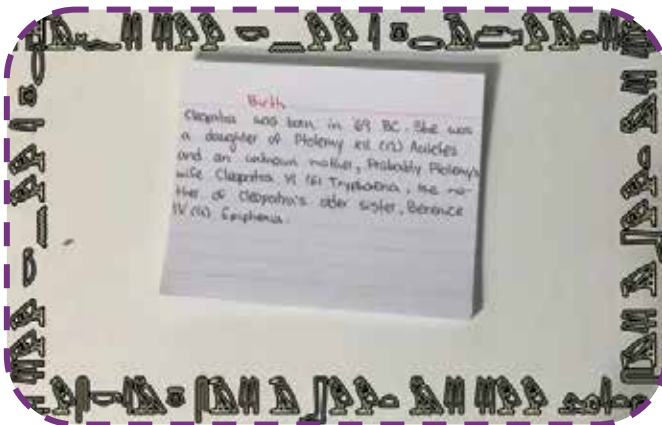 Birth
Cleopatra was born in 69 BC. She was
a daughter of Ptolemy XII (12) Auletes
and an unknown mother, Probably Ptolemy's
wife Cleopatra VI (6) Tryphaena, the mo-
ther of Cleopatra's older sister, Berenice
IV (4) Epiphenia.